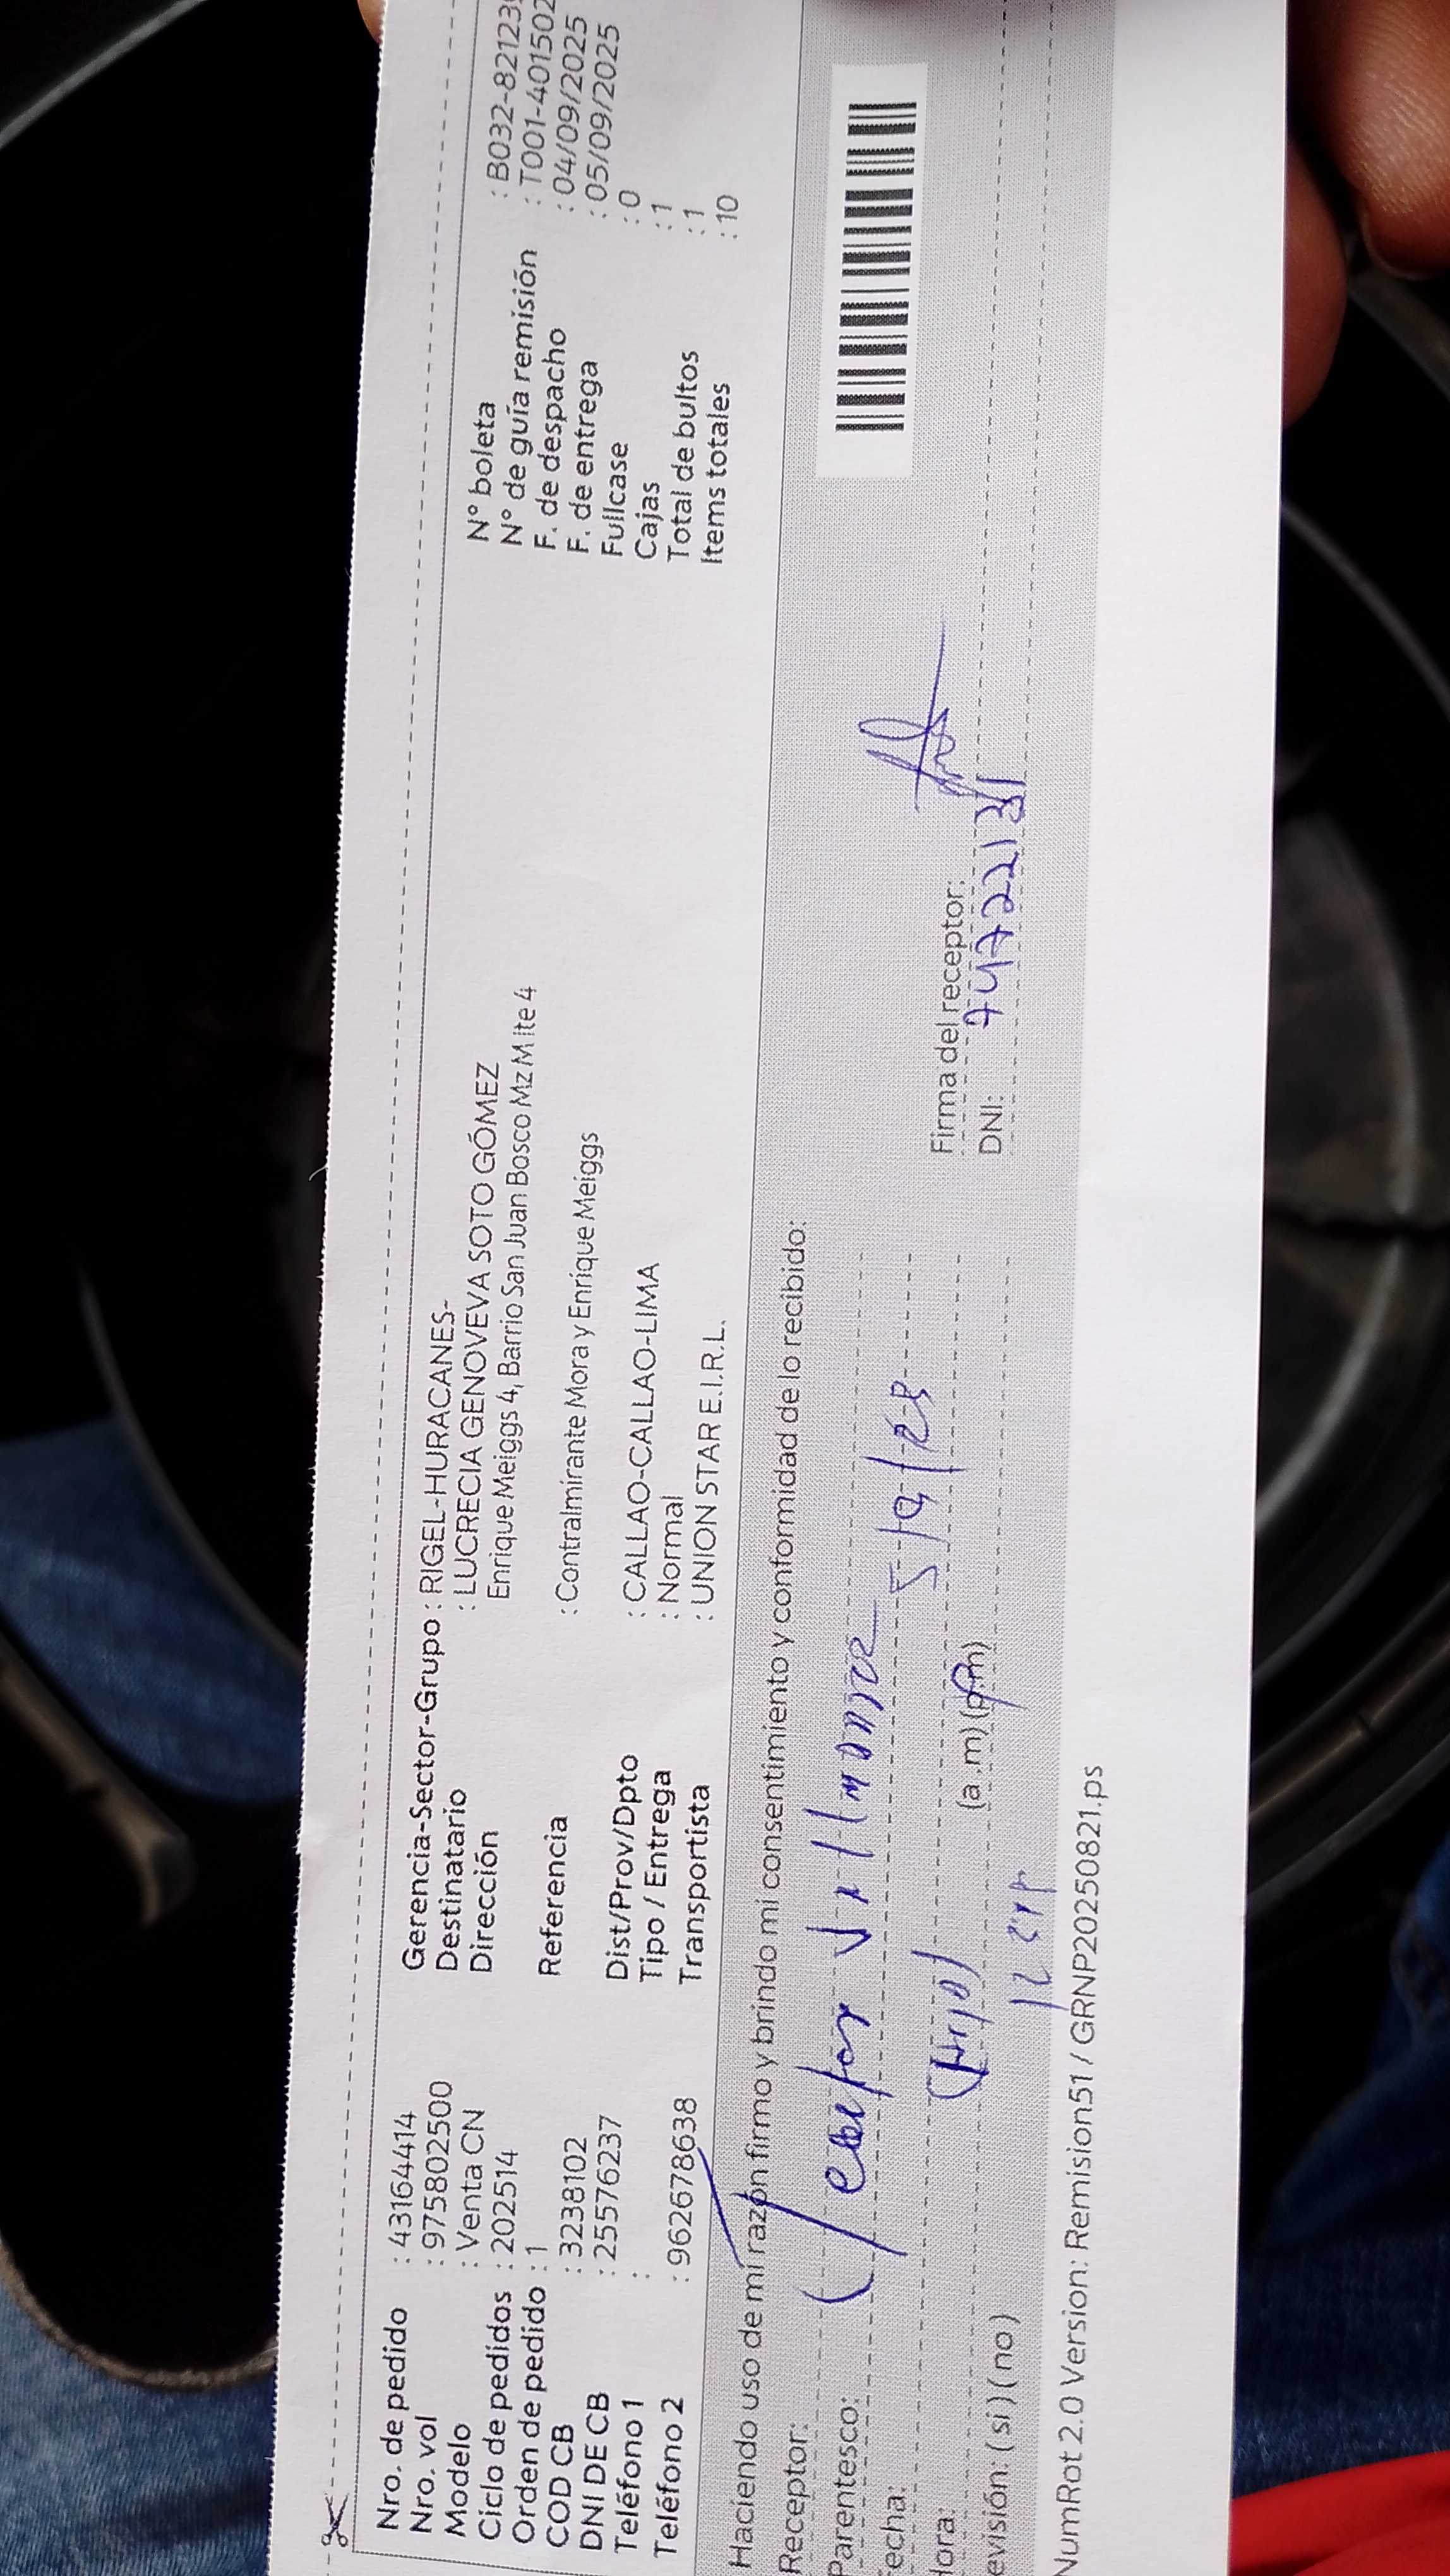 Nro. de pedido : 43164414
Nro. vol : 975802500
Modelo : Venta CN
Ciclo de pedidos : 202514
Orden de pedido : 1
COD CB : 3238102
DNI DE CB : 25576237
Teléfono 1 :
Teléfono 2 : 962678638
Gerencia-Sector-Grupo : RIGEL-HURACANES-
Destinatario : LUCRECIA GENOVEVA SOTO GÓMEZ
Dirección Enrique Meiggs 4, Barrio San Juan Bosco Mz M lte 4
Referencia : Contralmirante Mora y Enrique Meiggs
Dist/Prov/Dpto : CALLAO-CALLAO-LIMA
Tipo / Entrega : Normal
Transportista : UNION STAR E.I.R.L.
N° boleta : B032-82123
N° de guía remisión : T001-401502
F. de despacho : 04/09/2025
F. de entrega : 05/09/2025
Fullcase : 0
Cajas : 1
Total de bultos : 1
Items totales : 10
Haciendo uso de mi razón firmo y brindo mi consentimiento y conformidad de lo recibido:
Receptor:
Parentesco: (Hijo)
echa: 5/9/25
ora: (a.m) (p.m)
evisión: ( si ) ( no )
Firma del receptor:
DNI:
NumRot 2.0 Version: Remision51 / GRNP20250821.ps